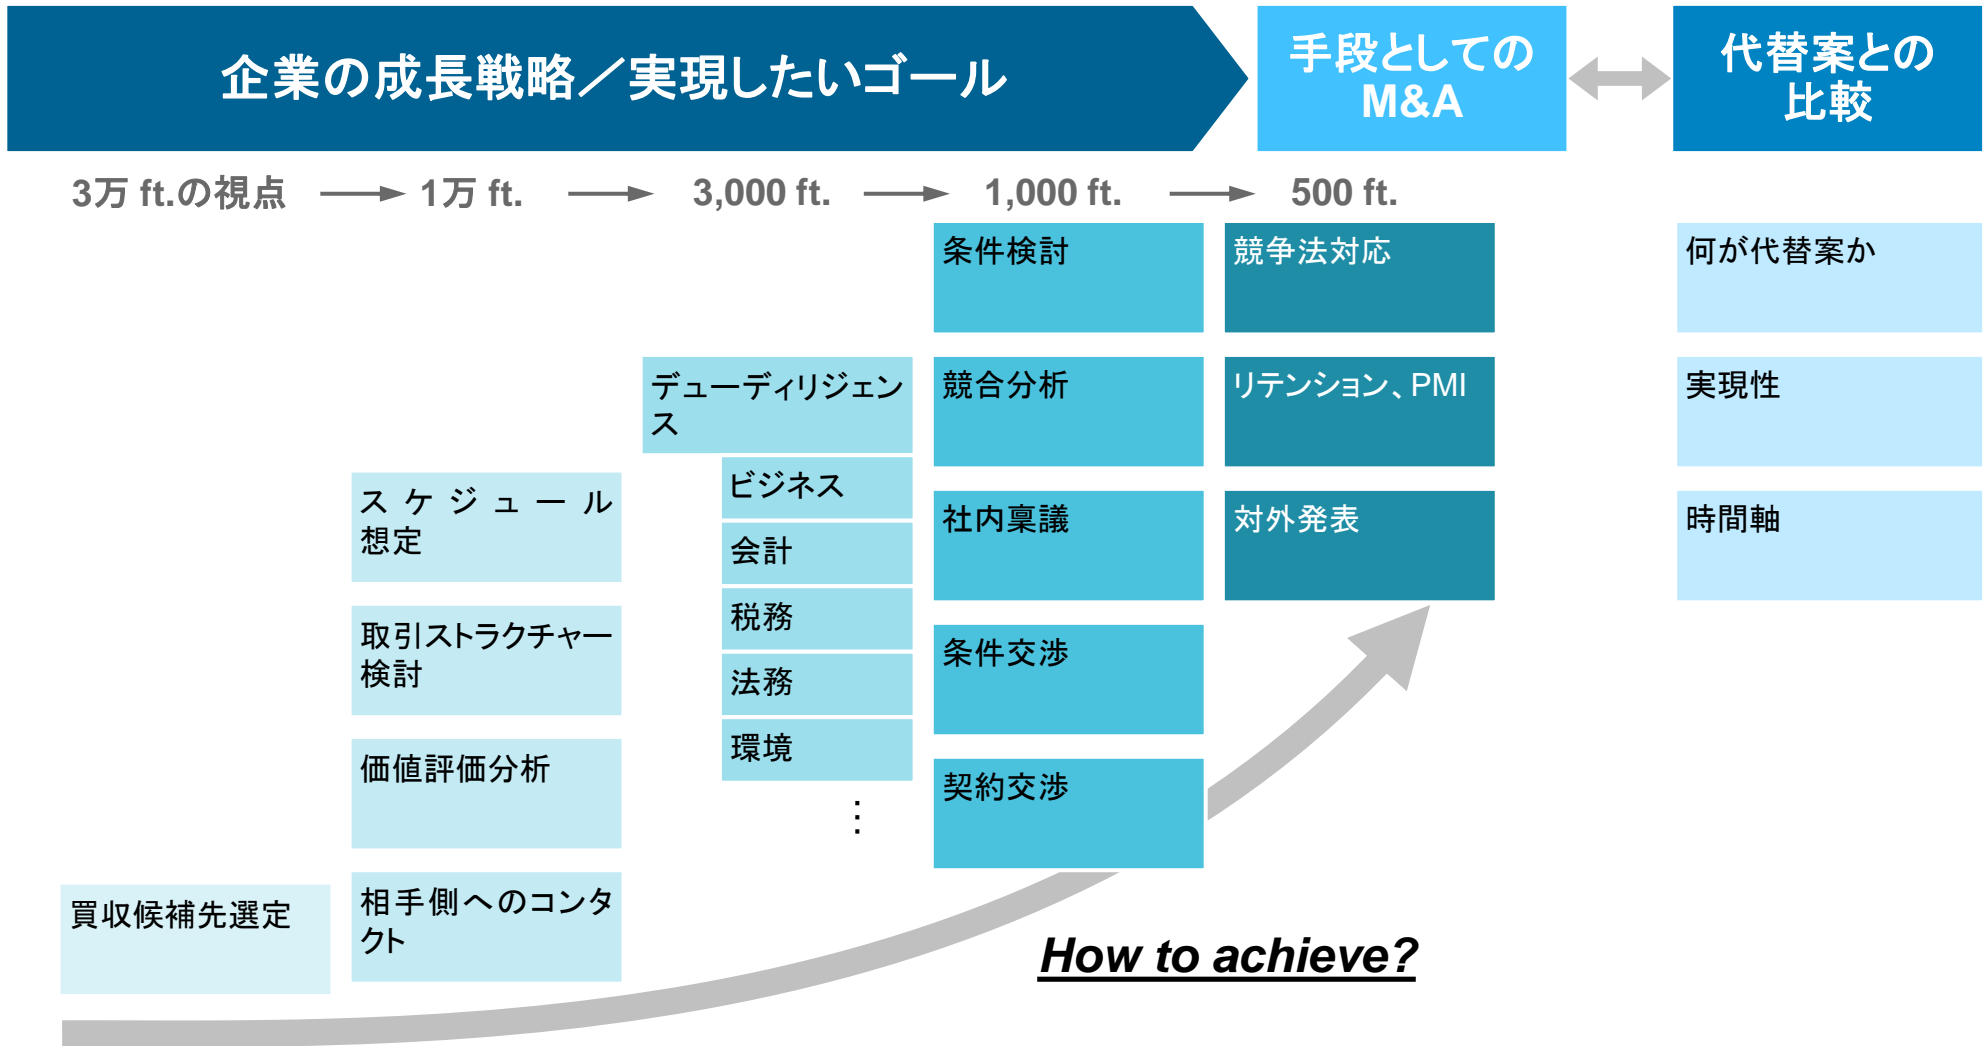 企業の成長戦略／実現したいゴール
手段としての
M&A
代替案との
比較
3万 ft.の視点
1万 ft.
3,000 ft.
1,000 ft.
500 ft.
買収候補先選定
スケジュール
想定
取引ストラクチャー
検討
価値評価分析
相手側へのコンタ
クト
デューディリジェン
ス
ビジネス
会計
税務
法務
環境
…
条件検討
競合分析
社内稟議
条件交渉
契約交渉
競争法対応
リテンション、PMI
対外発表
何が代替案か
実現性
時間軸
How to achieve?